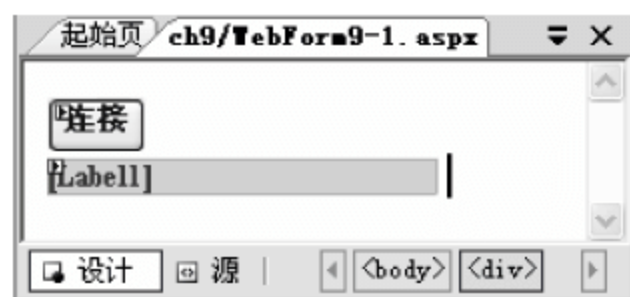 起始页 ch9/WebForm9-1.aspx
连接
[Label1]
设计 源 <body> <div>